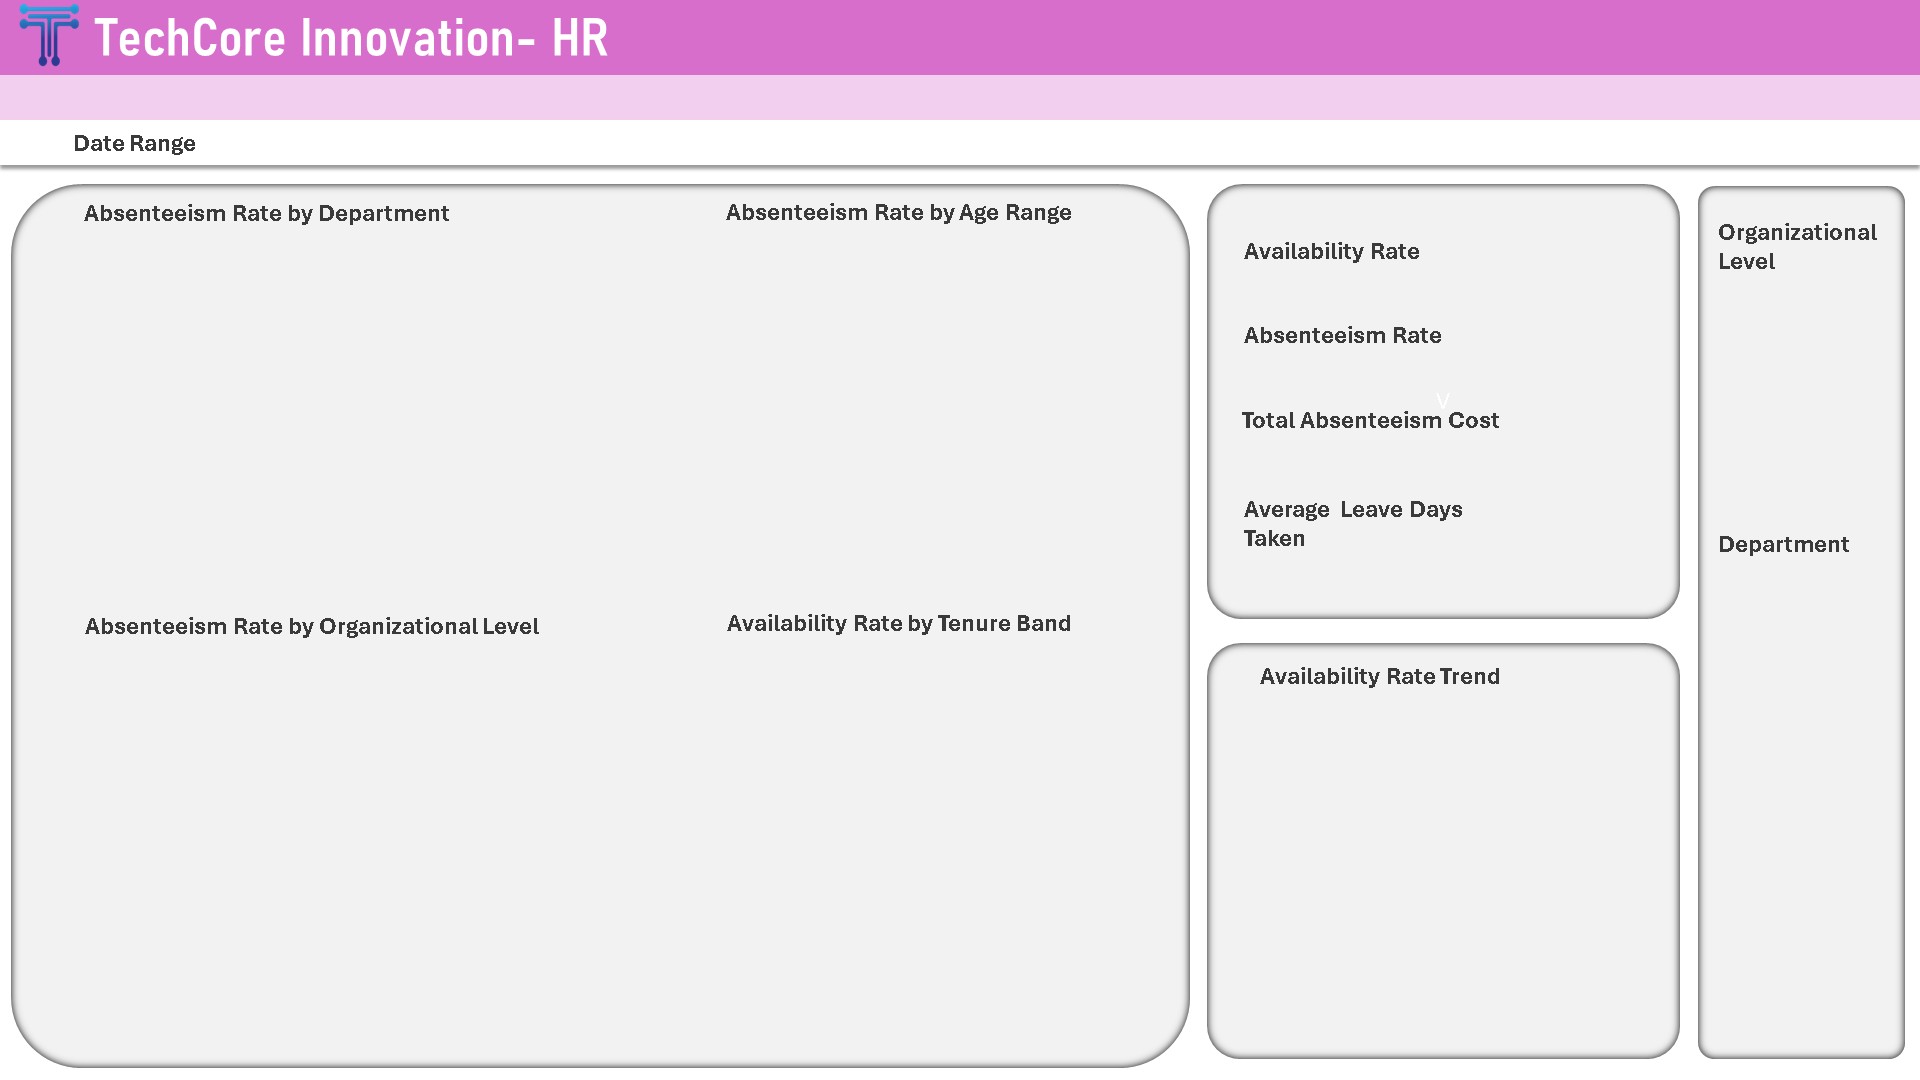 TechCore Innovation- HR
Date Range
Absenteeism Rate by Department
Absenteeism Rate by Age Range
Absenteeism Rate by Organizational Level
Availability Rate by Tenure Band
Availability Rate
Absenteeism Rate
V
Total Absenteeism Cost
Average Leave Days
Taken
Availability Rate Trend
Organizational
Level
Department